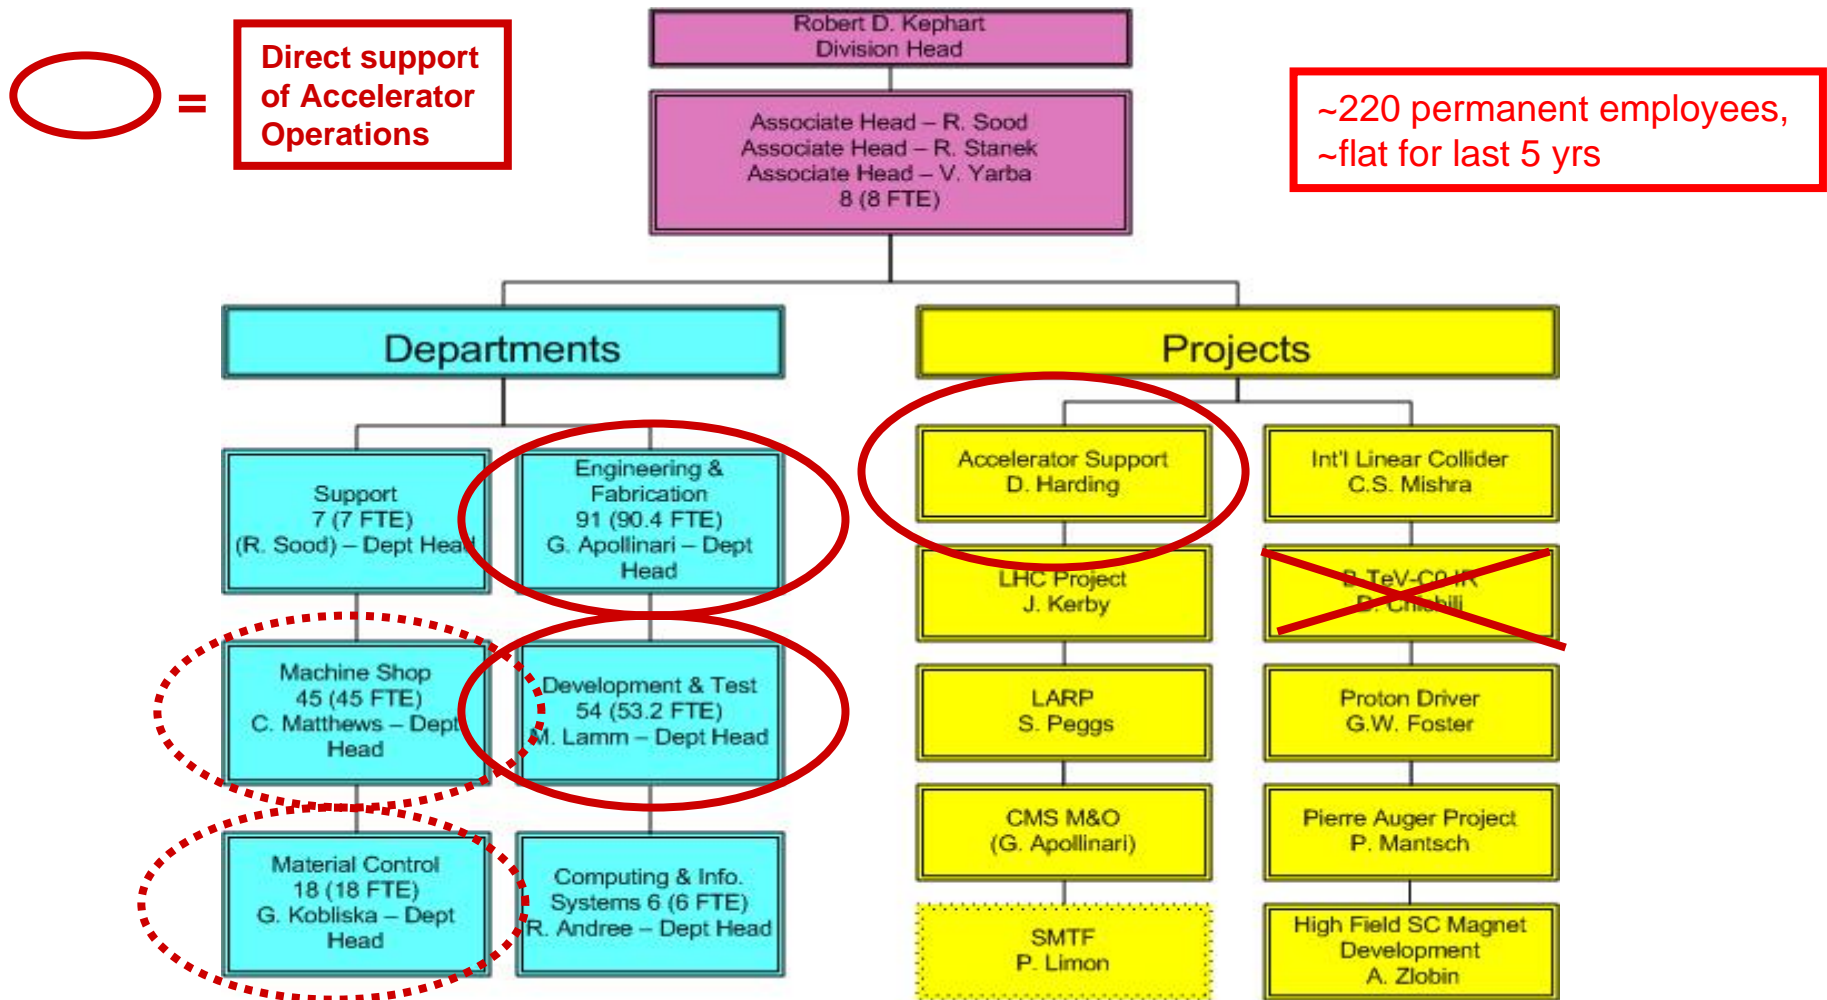 Robert D. Kephart
Division Head
=
Direct support
of Accelerator
Operations
~220 permanent employees,
~flat for last 5 yrs
Associate Head – R. Sood
Associate Head – R. Stanek
Associate Head – V. Yarba
8 (8 FTE)
Departments
Projects
Support
7 (7 FTE)
(R. Sood) – Dept Head
Engineering &
Fabrication
91 (90.4 FTE)
G. Apollinari – Dept
Head
Accelerator Support
D. Harding
Int'l Linear Collider
C.S. Mishra
LHC Project
J. Kerby
B TeV-C0 IR
D. Chichili
Machine Shop
45 (45 FTE)
C. Matthews – Dept
Head
Development & Test
54 (53.2 FTE)
M. Lamm – Dept Head
LARP
S. Peggs
Proton Driver
G.W. Foster
CMS M&O
(G. Apollinari)
Pierre Auger Project
P. Mantsch
Material Control
18 (18 FTE)
G. Kobliska – Dept
Head
Computing & Info.
Systems 6 (6 FTE)
R. Andree – Dept Head
SMTF
P. Limon
High Field SC Magnet
Development
A. Zlobin